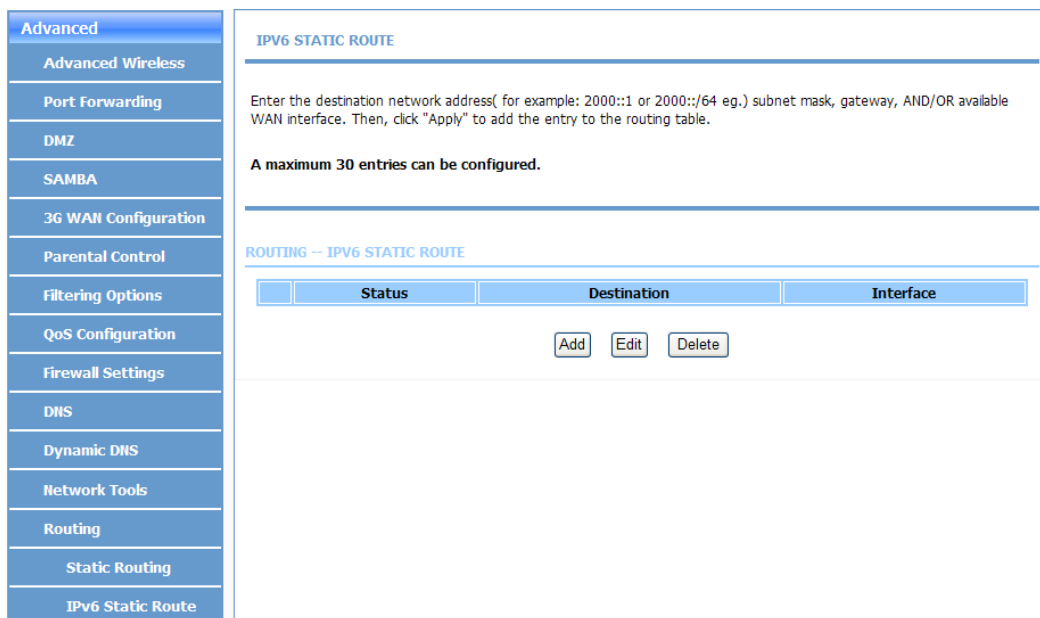 Advanced
Advanced Wireless
Port Forwarding
DMZ
SAMBA
3G WAN Configuration
Parental Control
Filtering Options
QoS Configuration
Firewall Settings
DNS
Dynamic DNS
Network Tools
Routing
Static Routing
IPv6 Static Route
IPV6 STATIC ROUTE
Enter the destination network address( for example: 2000::1 or 2000::/64 eg.) subnet mask, gateway, AND/OR available
WAN interface. Then, click "Apply" to add the entry to the routing table.
A maximum 30 entries can be configured.
ROUTING -- IPV6 STATIC ROUTE
Status Destination Interface
Add Edit Delete